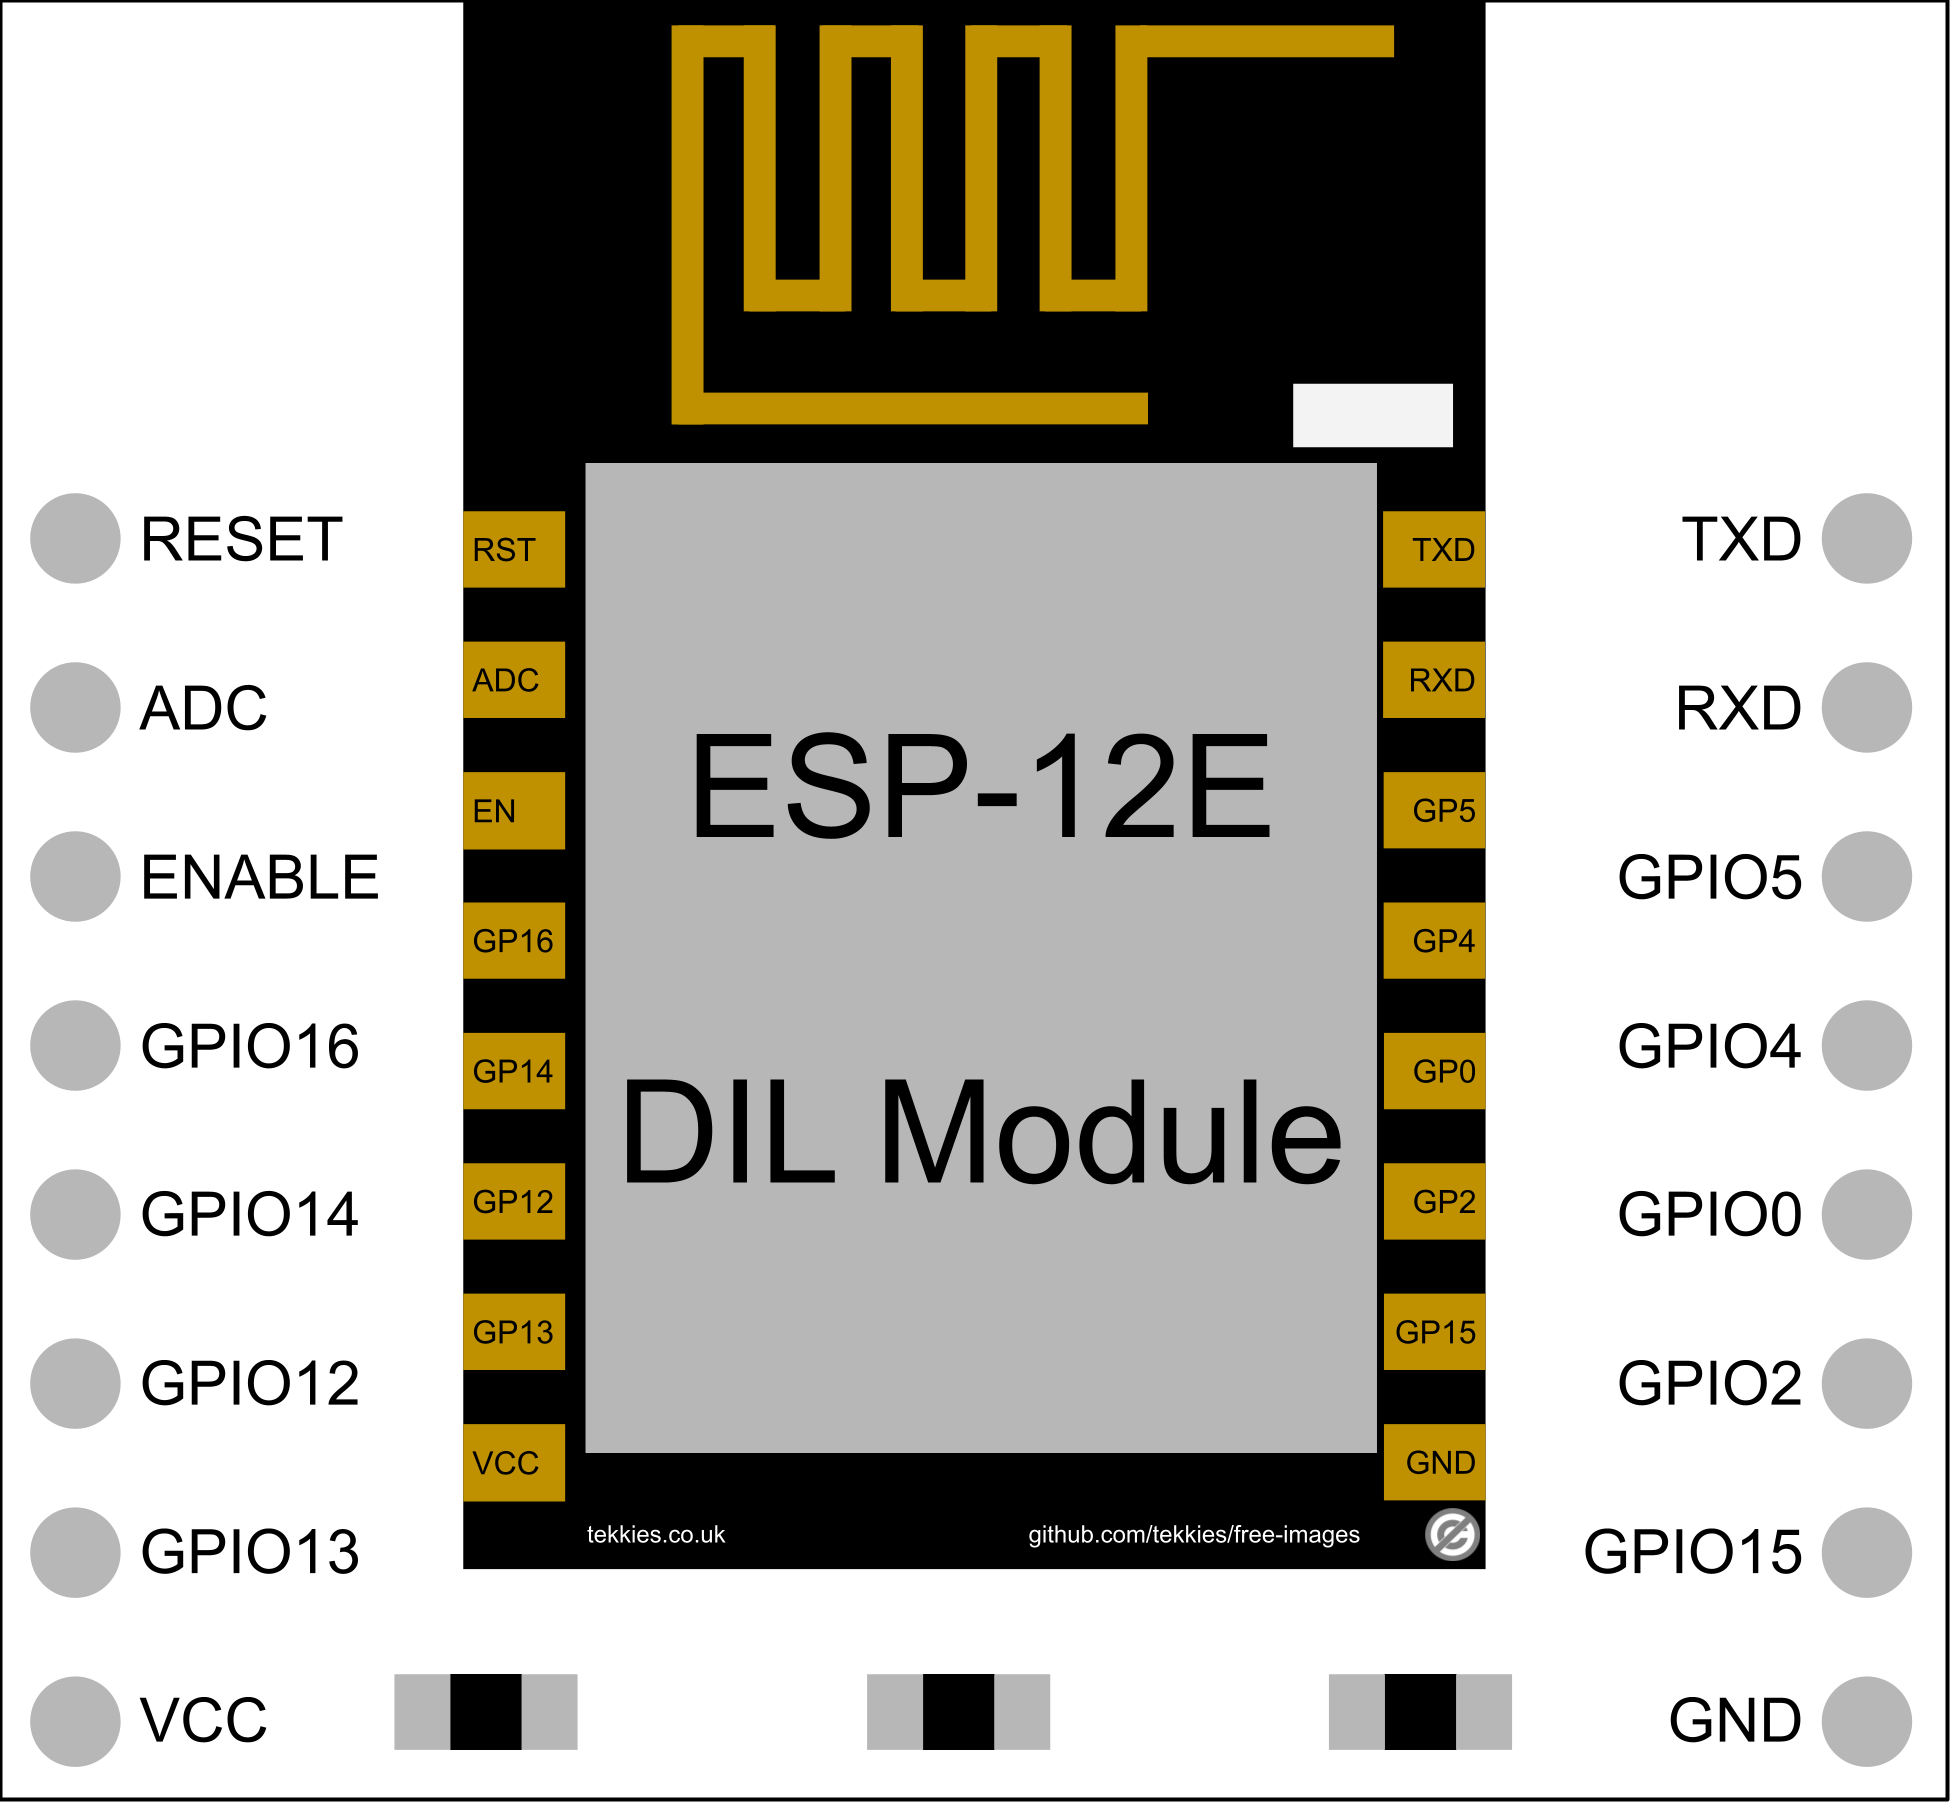 RESET
RST
TXD
TXD
ADC
ADC
RXD
RXD
ENABLE
EN
GP5
GPIO5
ESP-12E
GPIO16
GP16
GP4
GPIO4
GPIO14
GP14
GP0
GPIO0
DIL Module
GPIO12
GP12
GP2
GPIO2
GPIO13
GP13
GP15
GPIO15
VCC
VCC
GND
GND
tekkies.co.uk
github.com/tekkies/free-images